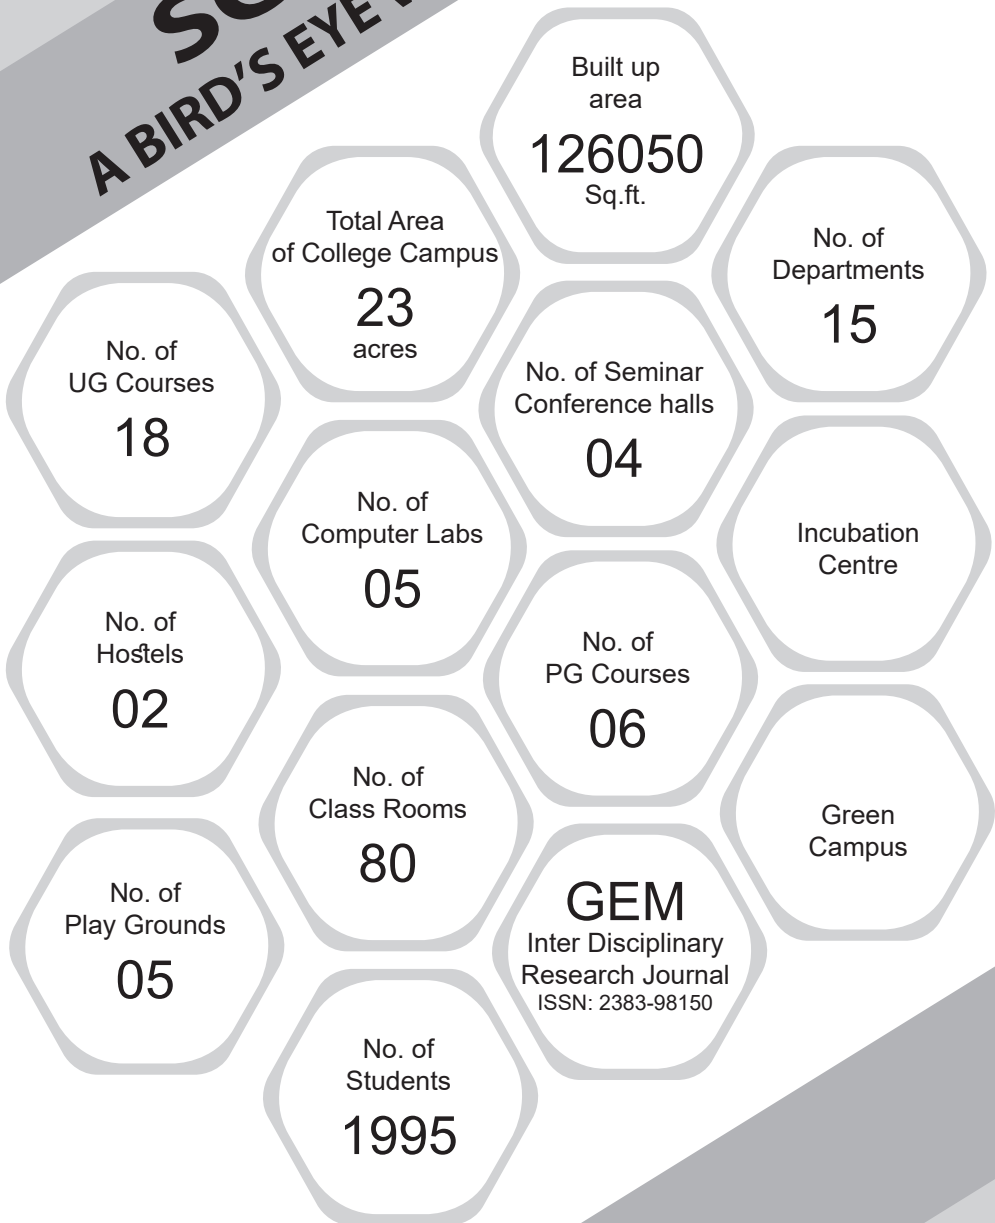 A BIRD'S EYE
Built up
area
126050
Sq.ft.
Total Area
of College Campus
23
acres
No. of
Departments
15
No. of
UG Courses
18
No. of Seminar
Conference halls
04
No. of
Computer Labs
05
Incubation
Centre
No. of
Hostels
02
No. of
PG Courses
06
No. of
Class Rooms
80
Green
Campus
No. of
Play Grounds
05
GEM
Inter Disciplinary
Research Journal
ISSN: 2383-98150
No. of
Students
1995